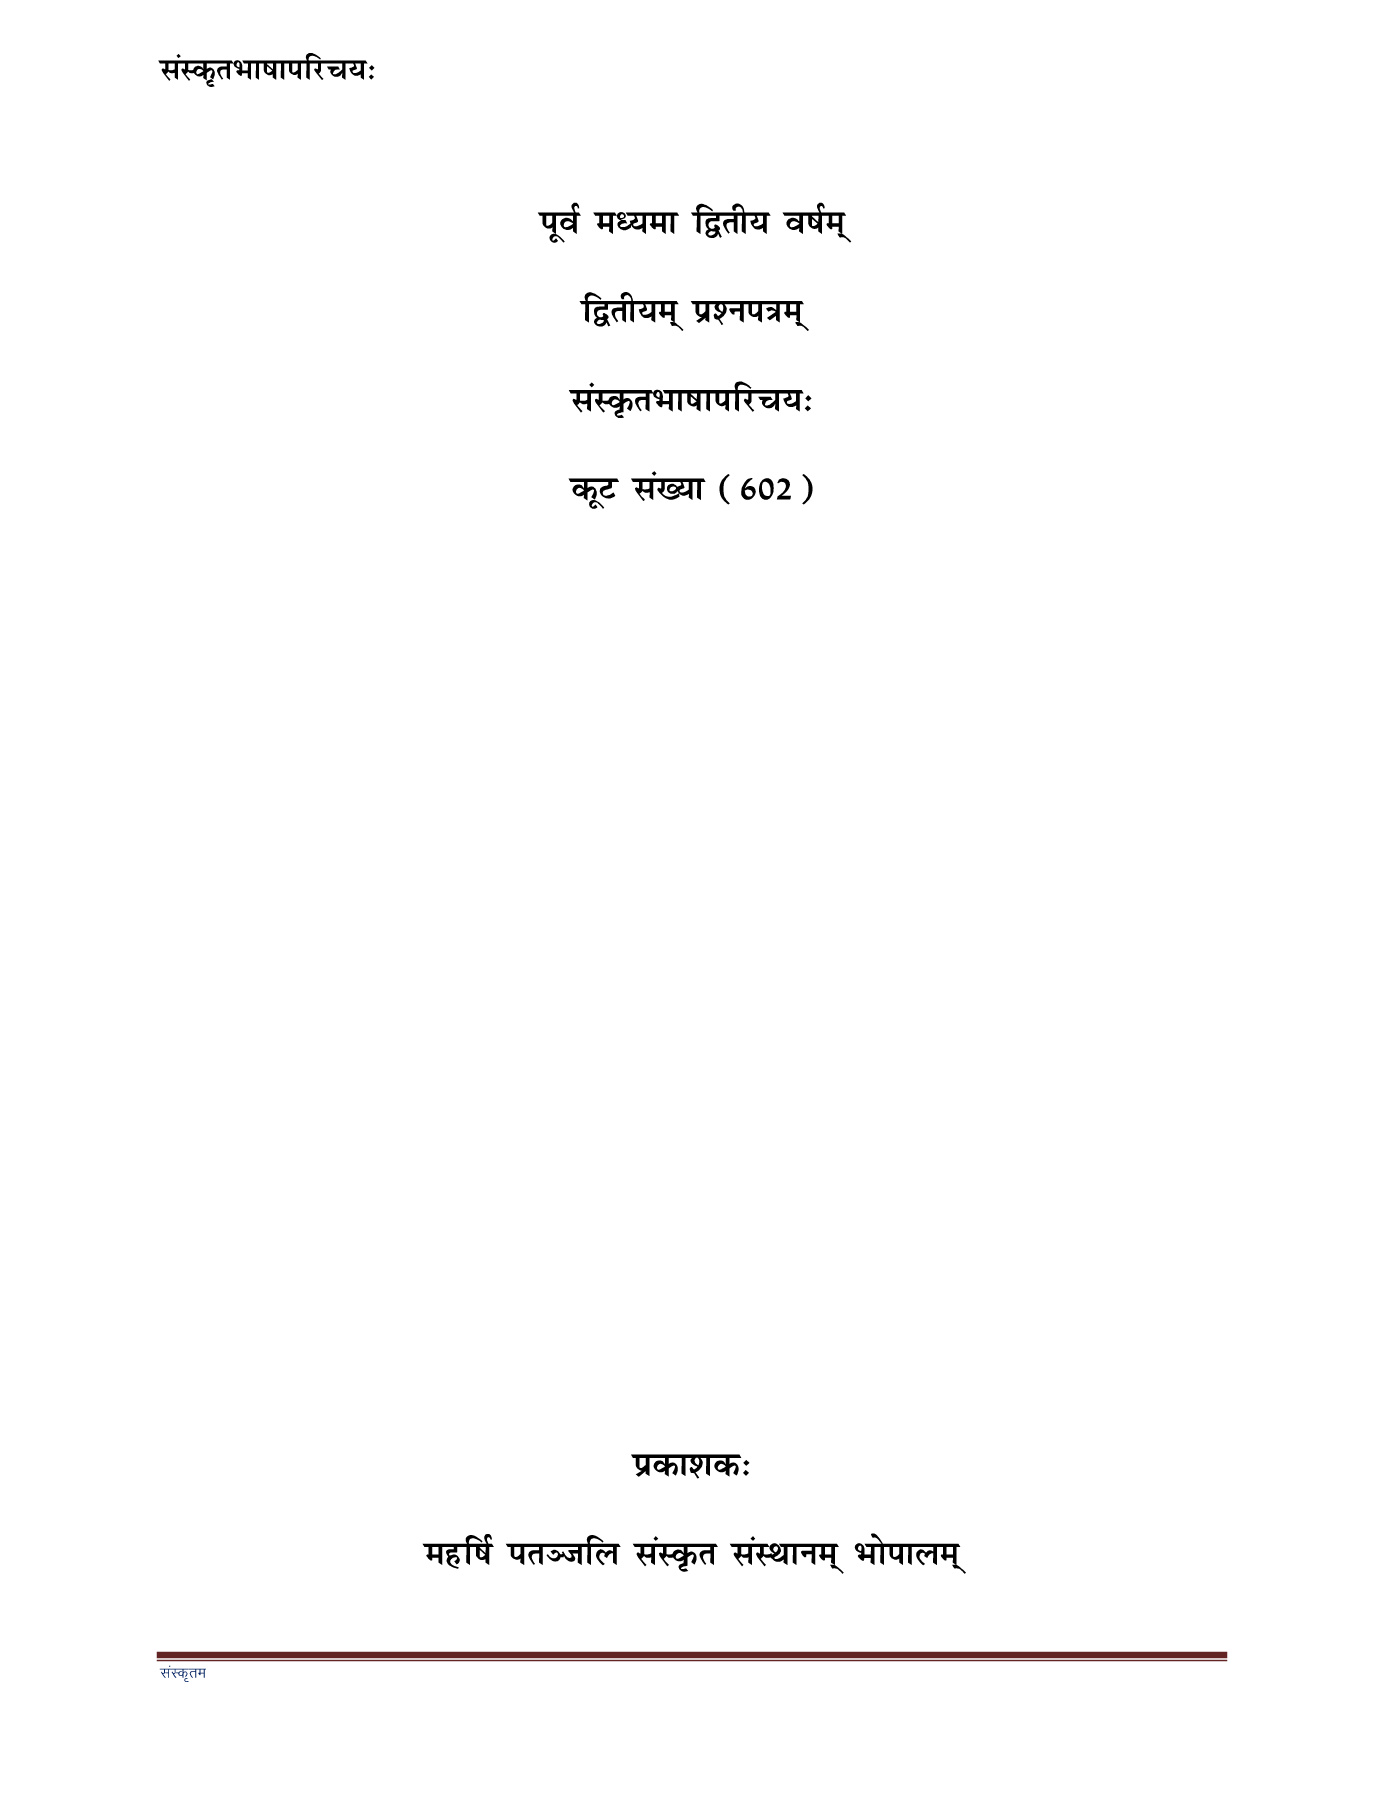 संस्कृतभाषापरिचयः
पूर्व मध्यमा द्वितीय वर्षम्
द्वितीयम् प्रश्नपत्रम्
संस्कृतभाषापरिचयः
कूट संख्या ( 602 )
प्रकाशकः
महर्षि पतञ्जलि संस्कृत संस्थानम् भोपालम्
संस्कृतम